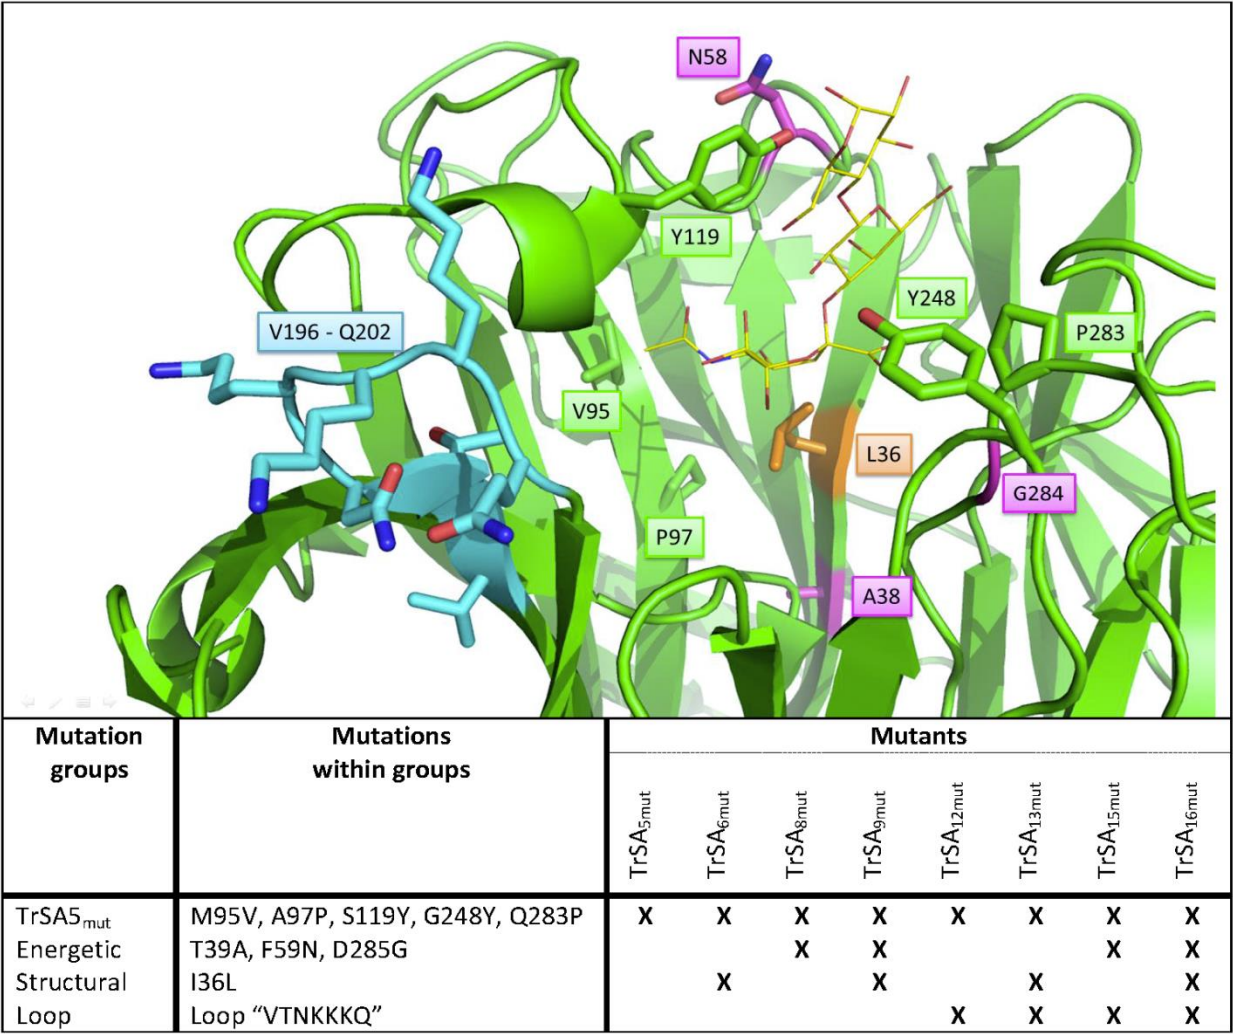 N58
Y119
Y248
V196 - Q202
P283
V95
L36
G284
P97
A38
Mutation groups
Mutations within groups
Mutants
TrSA5mut
TrSA6mut
TrSA8mut
TrSA9mut
TrSA12mut
TrSA13mut
TrSA15mut
TrSA16mut
TrSA5mut M95V, A97P, S119Y, G248Y, Q283P X X X X X X X X
Energetic T39A, F59N, D285G X X X X
Structural I36L X X X X
Loop Loop “VTNKKKQ” X X X X